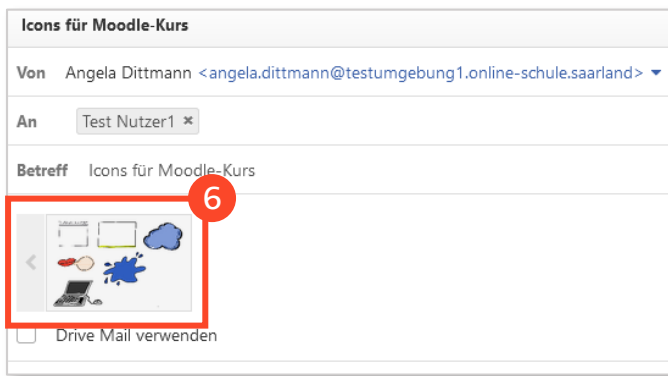 Icons für Moodle-Kurs
Von Angela Dittmann <angela.dittmann@testumgebung1.online-schule.saarland>
An Test Nutzer1 ×
Betreff Icons für Moodle-Kurs
6
Drive Mail verwenden